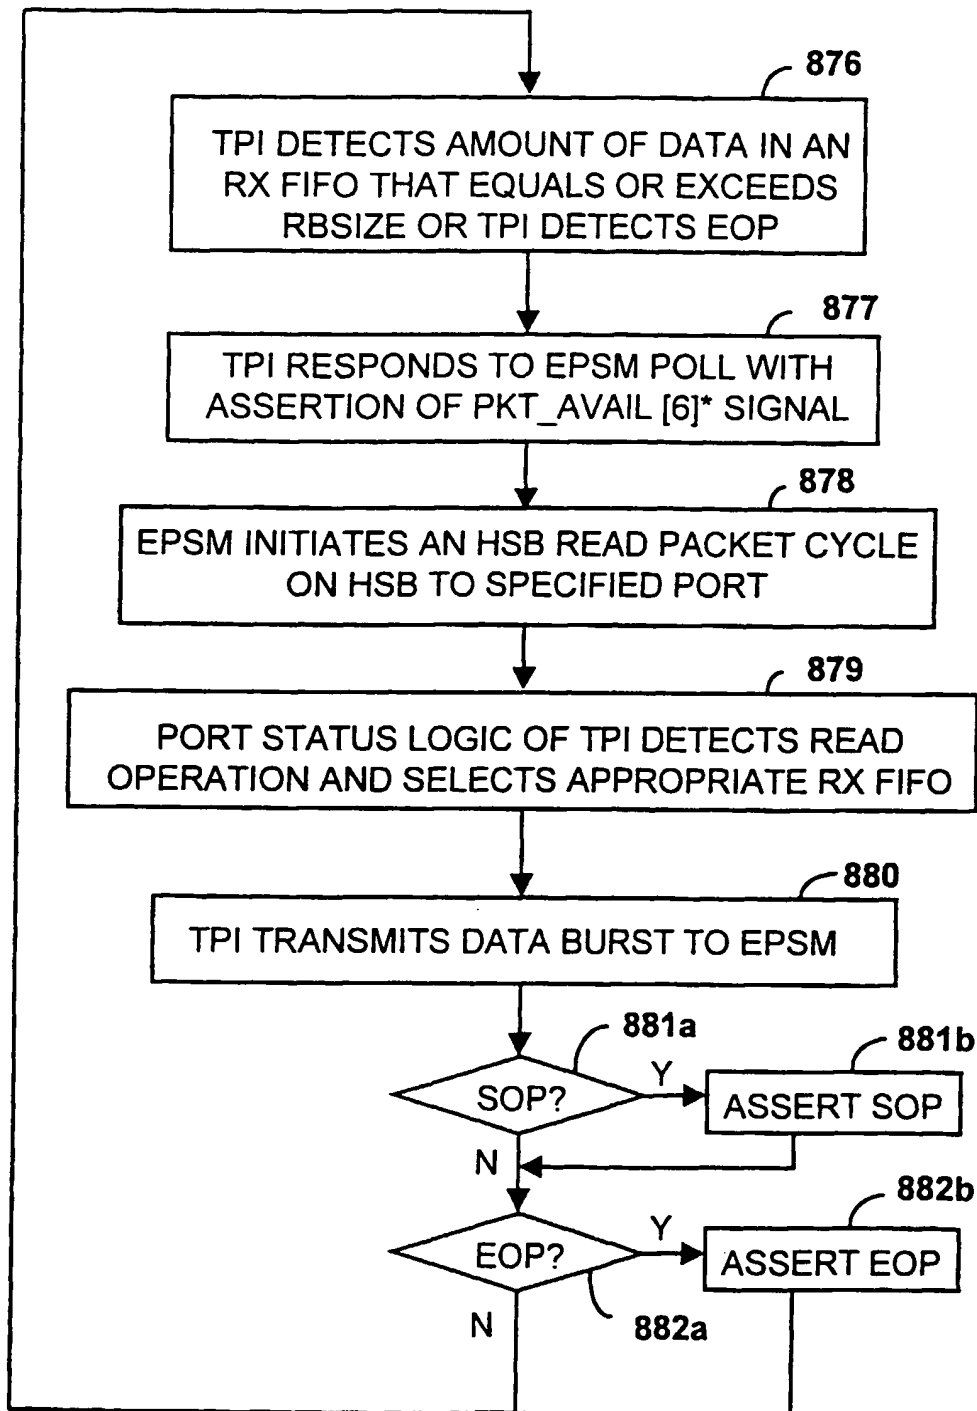 876
TPI DETECTS AMOUNT OF DATA IN AN
RX FIFO THAT EQUALS OR EXCEEDS
RBSIZE OR TPI DETECTS EOP
877
TPI RESPONDS TO EPSM POLL WITH
ASSERTION OF PKT_AVAIL [6]* SIGNAL
878
EPSM INITIATES AN HSB READ PACKET CYCLE
ON HSB TO SPECIFIED PORT
879
PORT STATUS LOGIC OF TPI DETECTS READ
OPERATION AND SELECTS APPROPRIATE RX FIFO
880
TPI TRANSMITS DATA BURST TO EPSM
881a
881b
SOP?
Y
ASSERT SOP
N
882b
EOP?
Y
ASSERT EOP
N
882a